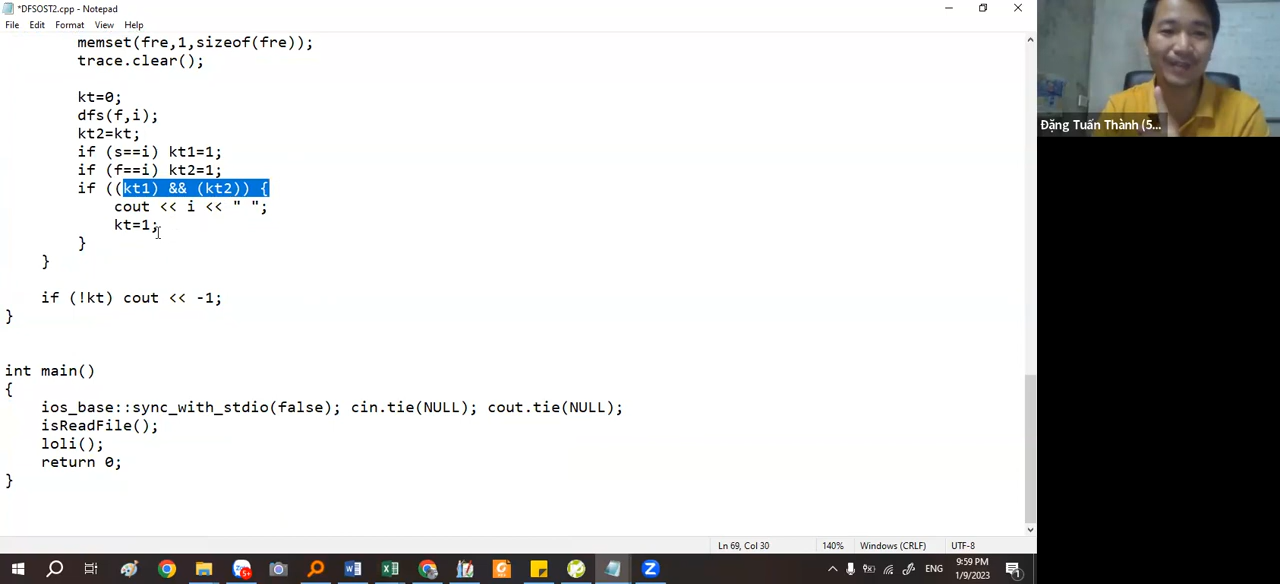 *DFSOST2.cpp - Notepad
File Edit Format View Help
memset(fre,1,sizeof(fre));
trace.clear();
kt=0;
dfs(f,i);
kt2=kt;
if (s==i) kt1=1;
if (f==i) kt2=1;
if ((kt1) && (kt2)) {
cout << i << " ";
kt=1;
}
}
if (!kt) cout << -1;
}
int main()
{
ios_base::sync_with_stdio(false); cin.tie(NULL); cout.tie(NULL);
isReadFile();
loli();
return 0;
}
Đặng Tuấn Thành (5...
Ln 69, Col 30 140% Windows (CRLF) UTF-8
ENG 9:59 PM
1/9/2023